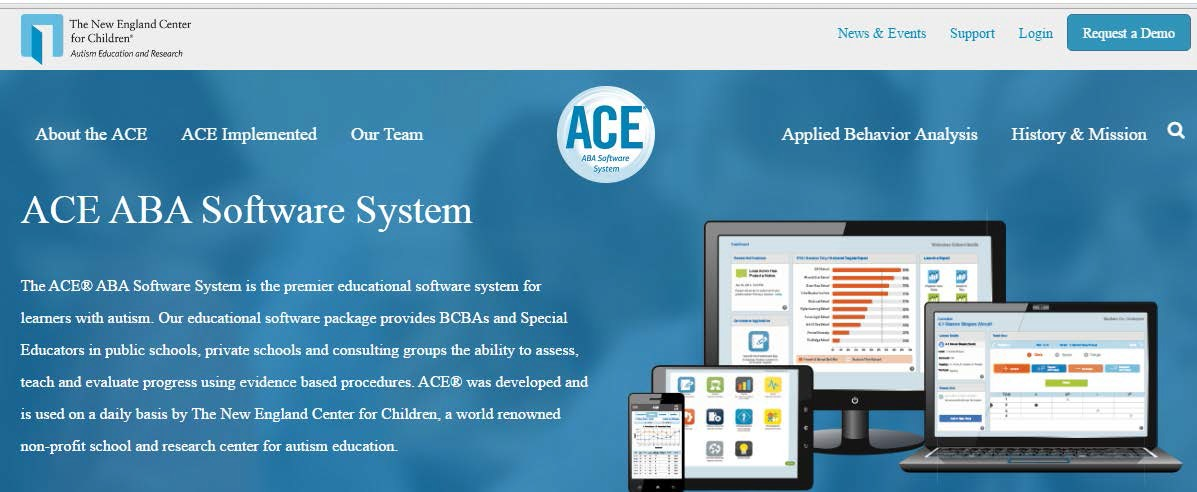 The New England Center
for Children®
Autism Education and Research
News & Events
Support
Login
Request a Demo
About the ACE
ACE Implemented
Our Team
ACE®
ABA Software
System
Applied Behavior Analysis
History & Mission
ACE ABA Software System
The ACE® ABA Software System is the premier educational software system for
learners with autism. Our educational software package provides BCBAs and Special
Educators in public schools, private schools and consulting groups the ability to assess,
teach and evaluate progress using evidence based procedures. ACE® was developed and
is used on a daily basis by The New England Center for Children, a world renowned
non-profit school and research center for autism education.
Dashboard